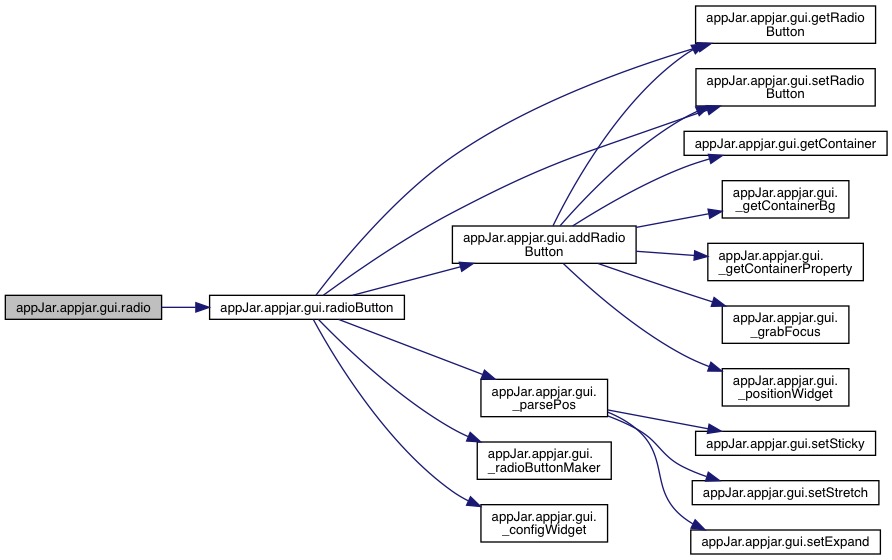 appJar.appjar.gui.radio
appJar.appjar.gui.radioButton
appJar.appjar.gui.addRadio
Button
appJar.appjar.gui.
_parsePos
appJar.appjar.gui.
_radioButtonMaker
appJar.appjar.gui.
_configWidget
appJar.appjar.gui.getRadio
Button
appJar.appjar.gui.setRadio
Button
appJar.appjar.gui.getContainer
appJar.appjar.gui.
_getContainerBg
appJar.appjar.gui.
_getContainerProperty
appJar.appjar.gui.
_grabFocus
appJar.appjar.gui.
_positionWidget
appJar.appjar.gui.setSticky
appJar.appjar.gui.setStretch
appJar.appjar.gui.setExpand